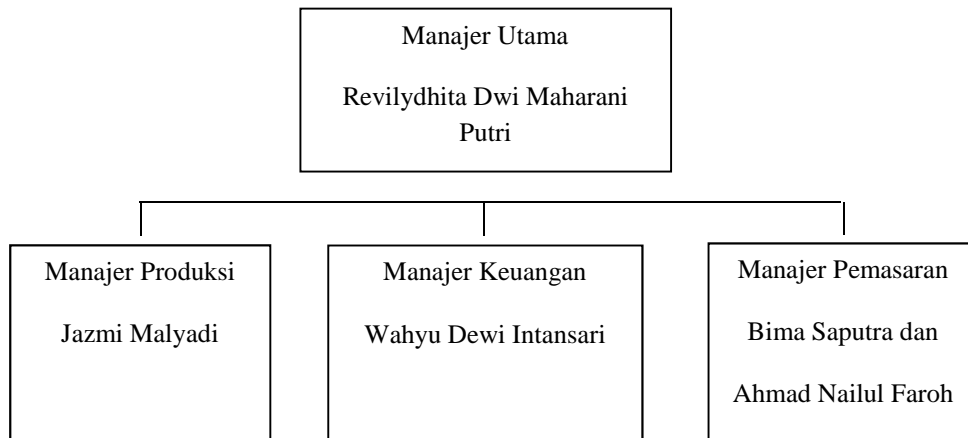 Manajer Utama
Revilydhita Dwi Maharani
Putri
Manajer Produksi
Jazmi Malyadi
Manajer Keuangan
Wahyu Dewi Intansari
Manajer Pemasaran
Bima Saputra dan
Ahmad Nailul Faroh